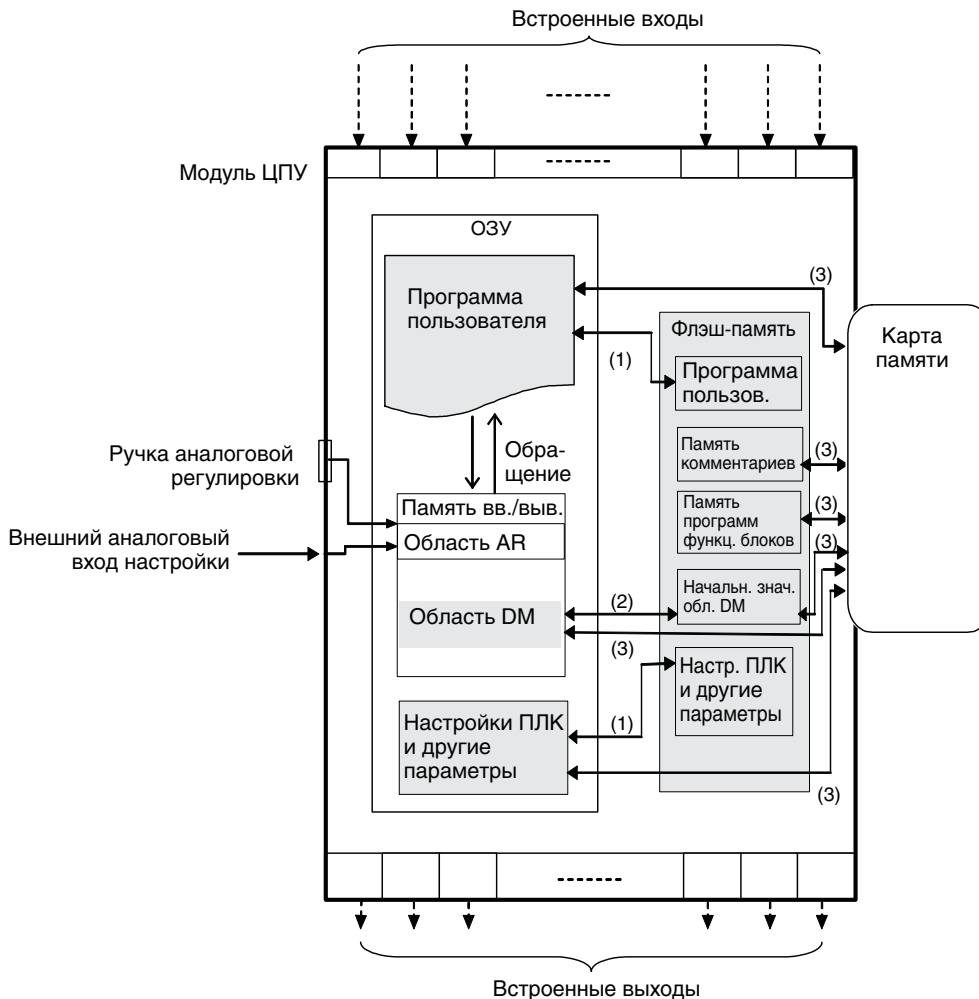 Встроенные входы
Модуль ЦПУ
ОЗУ
Программа
пользователя
(3)
Флэш-память
Карта
памяти
(1)
Программа
пользов.
Ручка аналоговой
регулировки
Обра-
щение
Память
комментариев
(3)
Память вв./выв.
Память
программ
функц. блоков
(3)
Внешний аналоговый
вход настройки
Область AR
(3)
Область DM
(2)
Начальн. знач.
обл. DM
(3)
Настр. ПЛК
и другие
параметры
Настройки ПЛК
и другие
параметры
(1)
(3)
Встроенные выходы